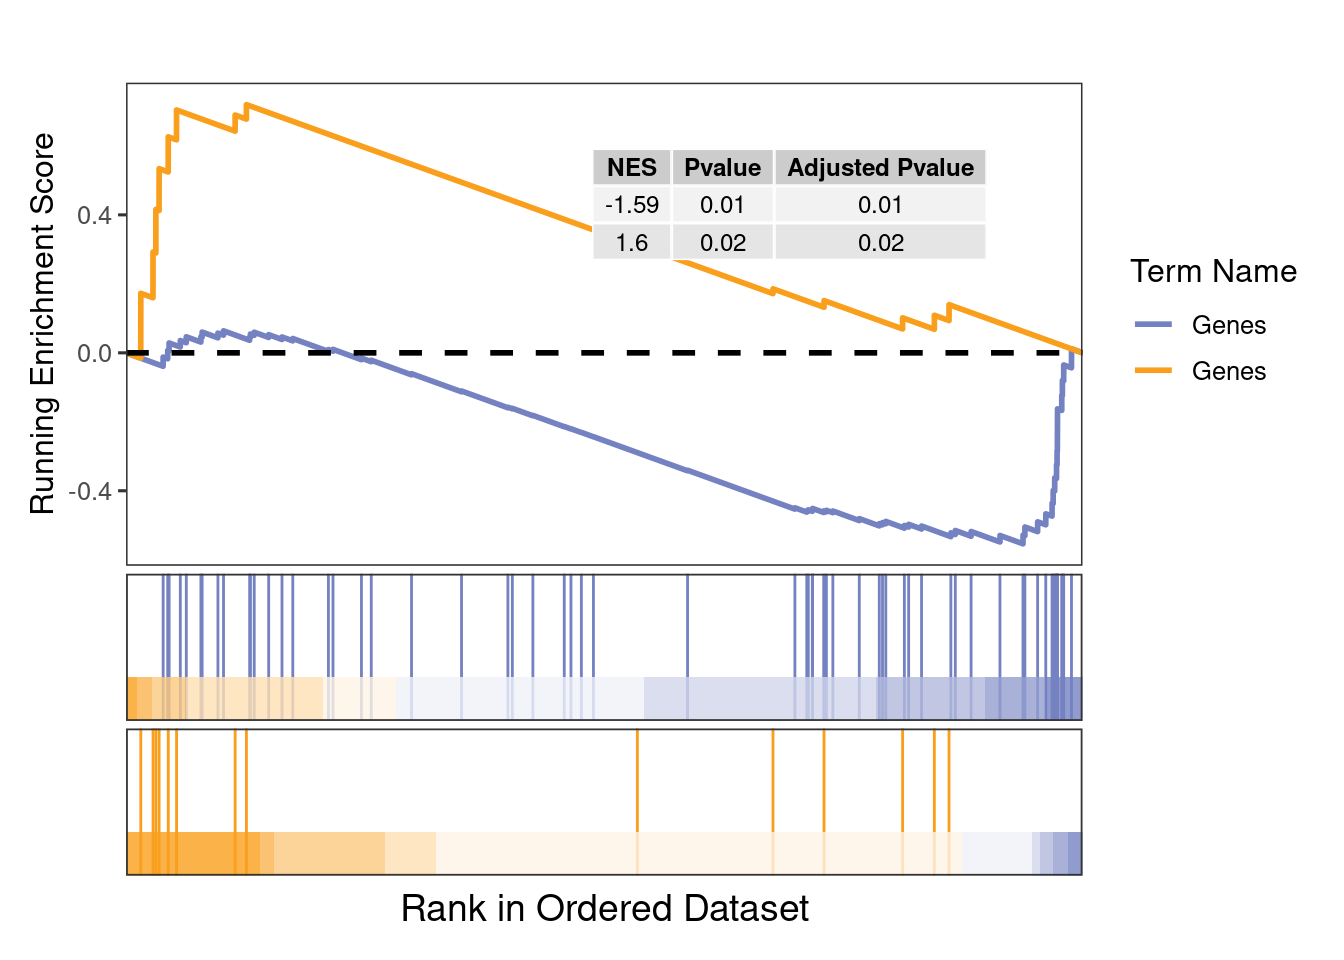 Running Enrichment Score
0.4
0.0
-0.4
NES Pvalue Adjusted Pvalue
-1.59 0.01 0.01
1.6 0.02 0.02
Term Name
Genes
Genes
Rank in Ordered Dataset